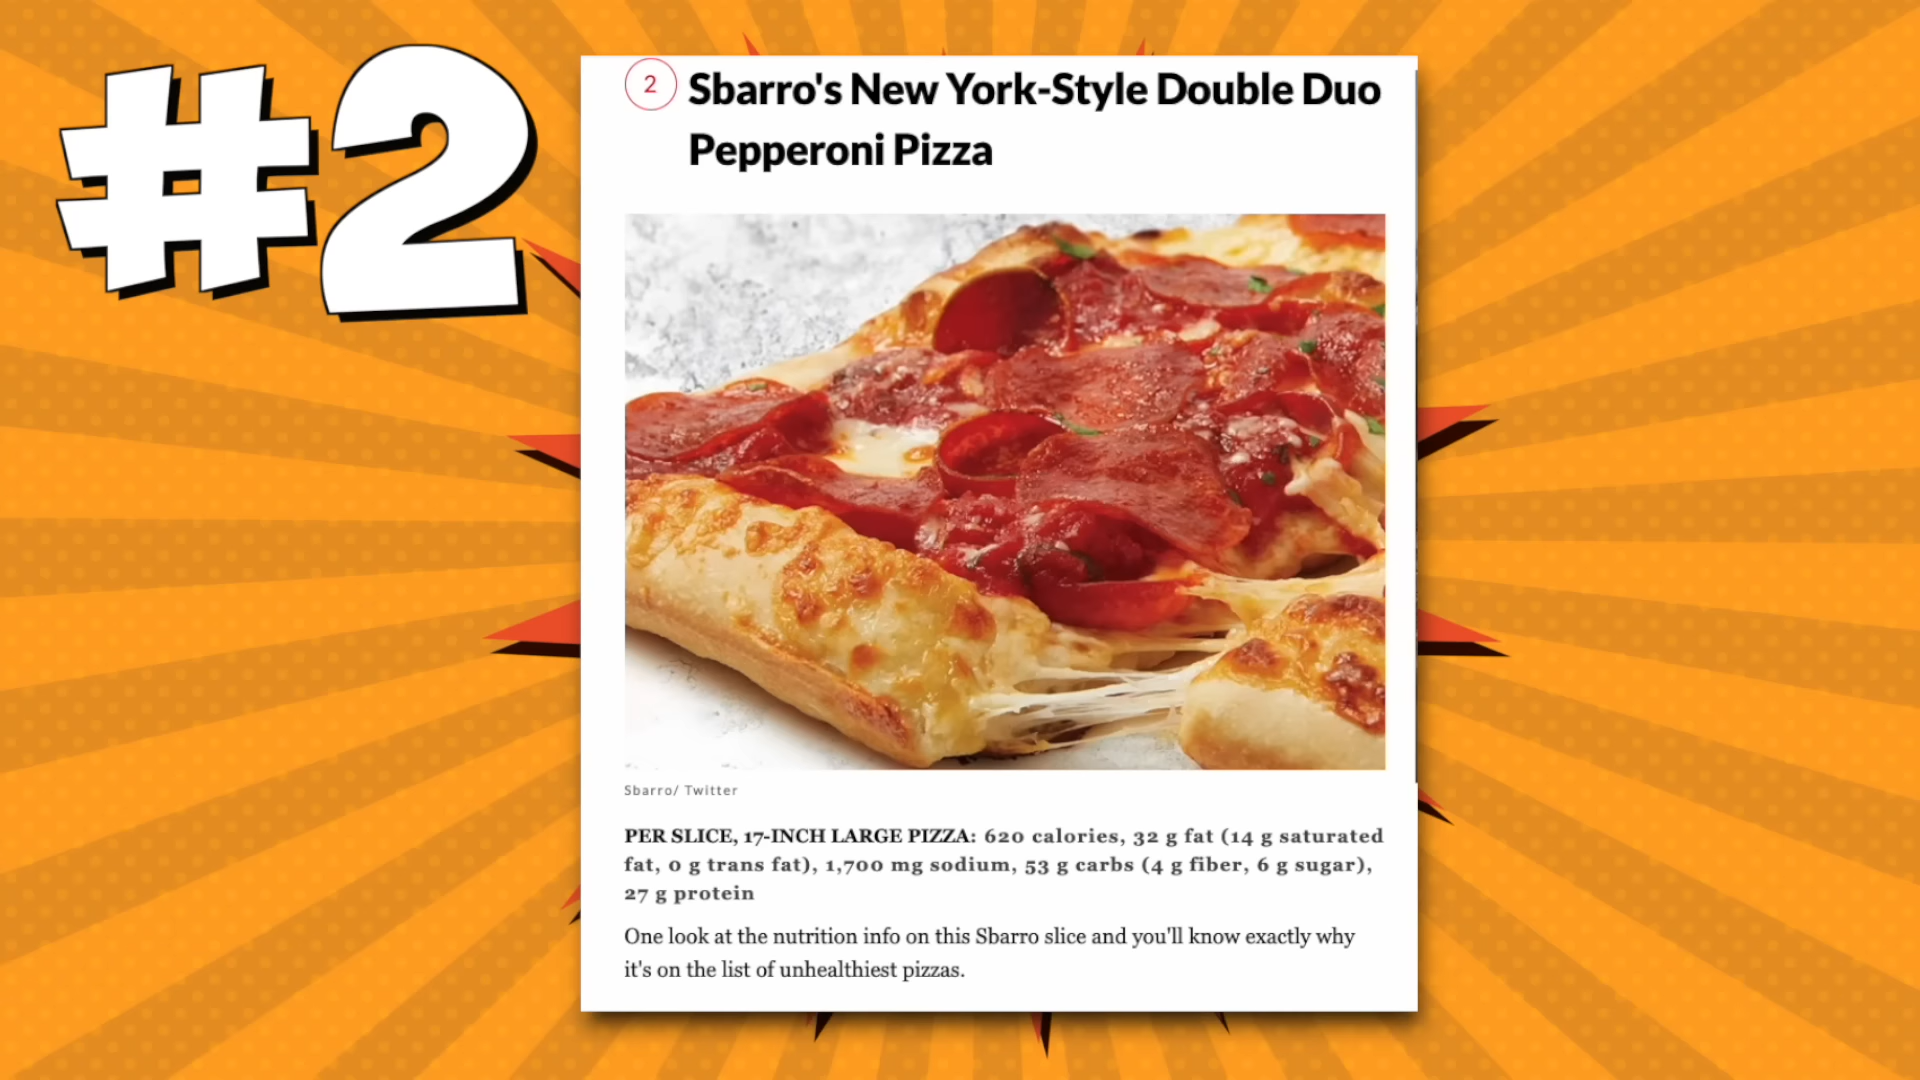 #2
2
Sbarro's New York-Style Double Duo
Pepperoni Pizza
Sbarro/ Twitter
PER SLICE, 17-INCH LARGE PIZZA: 620 calories, 32 g fat (14 g saturated
fat, 0 g trans fat), 1,700 mg sodium, 53 g carbs (4 g fiber, 6 g sugar),
27 g protein
One look at the nutrition info on this Sbarro slice and you'll know exactly why
it's on the list of unhealthiest pizzas.